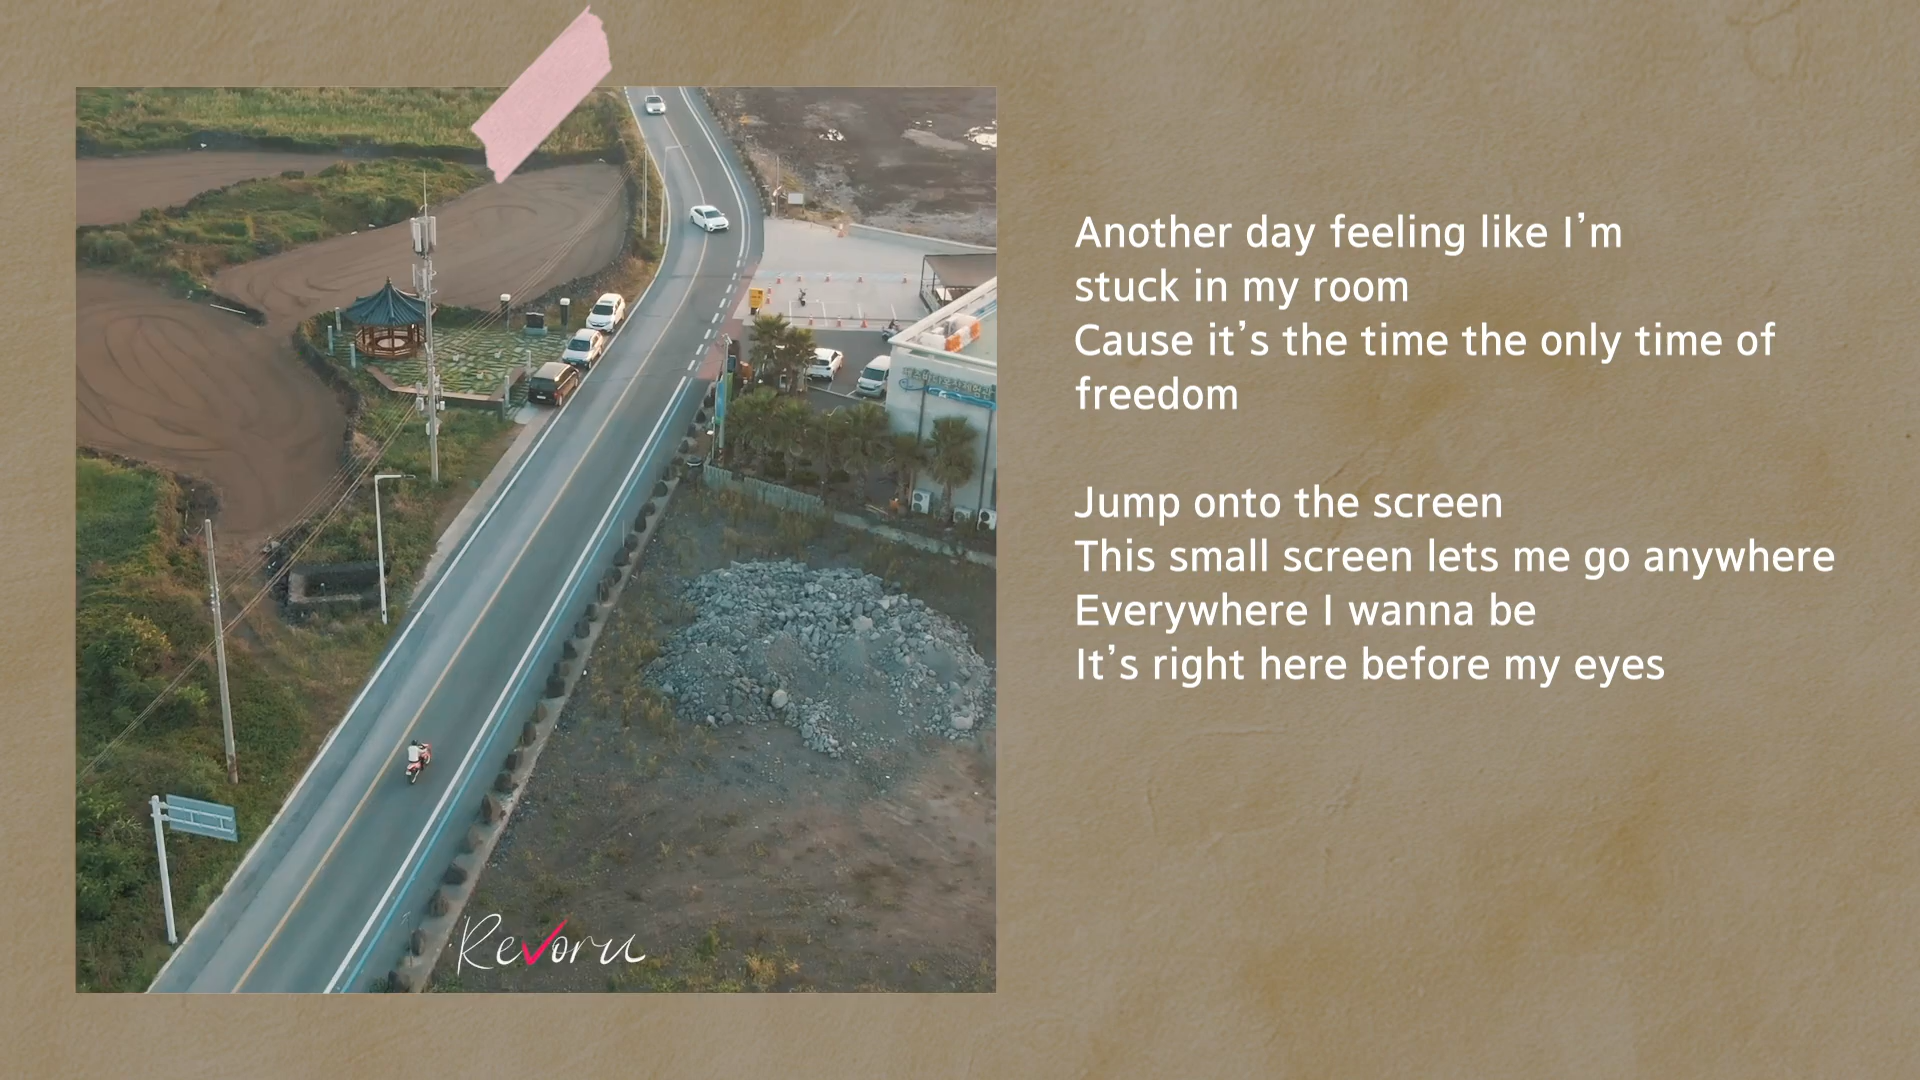 Another day feeling like I’m
stuck in my room
Cause it’s the time the only time of
freedom
Jump onto the screen
This small screen lets me go anywhere
Everywhere I wanna be
It’s right here before my eyes
Revoru